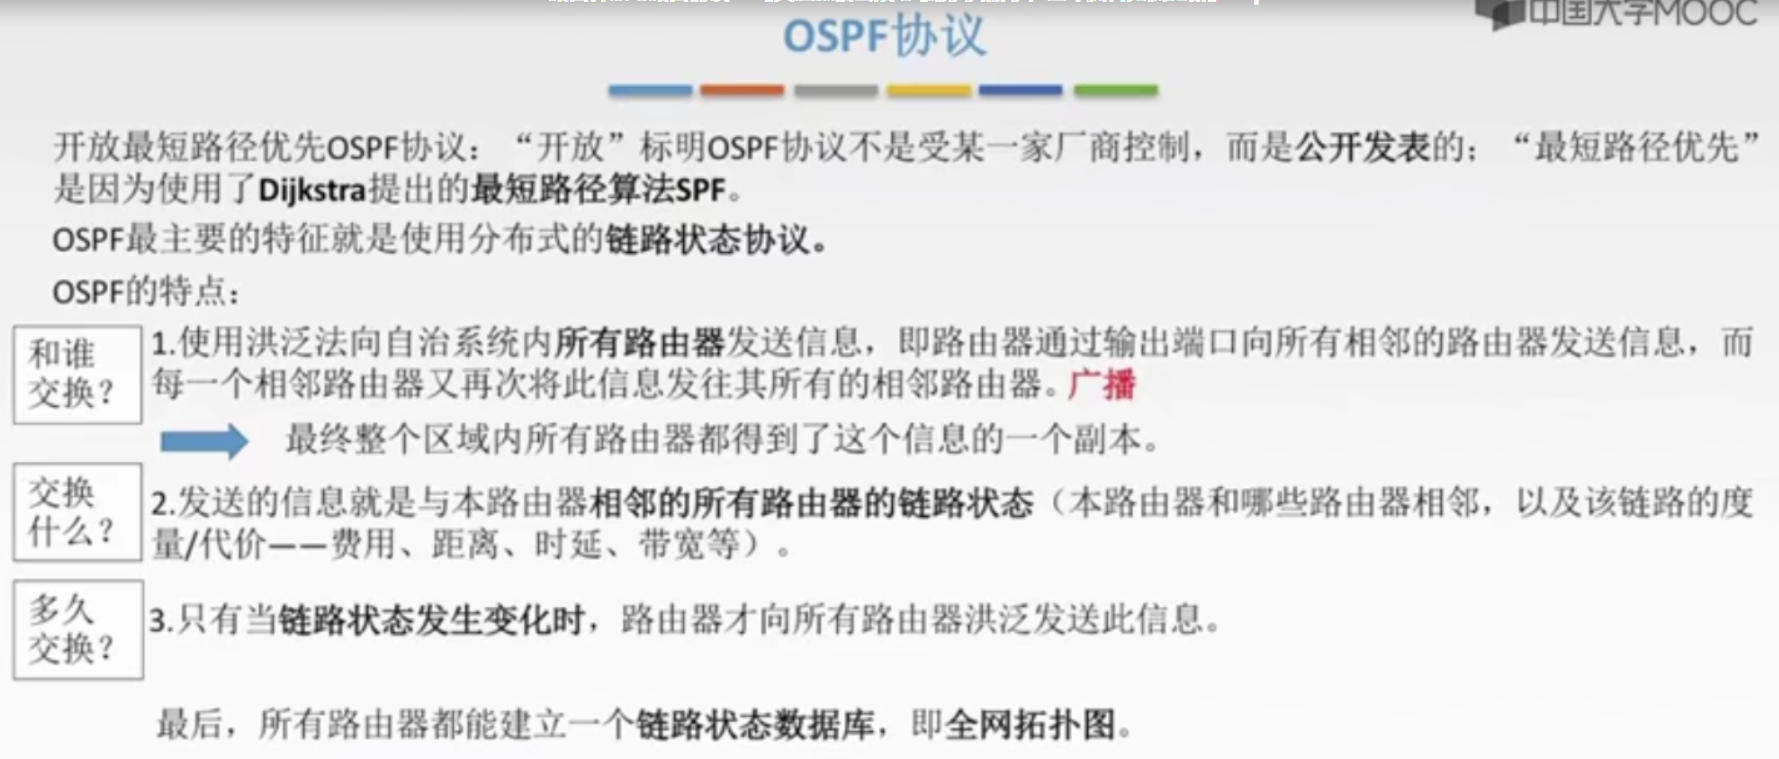 中国大学MOOC
OSPF协议
开放最短路径优先OSPF协议：“开放”标明OSPF协议不是受某一家厂商控制，而是公开发表的；“最短路径优先”
是因为使用了Dijkstra提出的最短路径算法SPF。
OSPF最主要的特征就是使用分布式的链路状态协议。
OSPF的特点：
和谁
交换？
1.使用洪泛法向自治系统内所有路由器发送信息，即路由器通过输出端口向所有相邻的路由器发送信息，而
每一个相邻路由器又再次将此信息发往其所有的相邻路由器。广播
最终整个区域内所有路由器都得到了这个信息的一个副本。
交换
什么？
2.发送的信息就是与本路由器相邻的所有路由器的链路状态（本路由器和哪些路由器相邻，以及该链路的度
量/代价——费用、距离、时延、带宽等）。
多久
交换？
3.只有当链路状态发生变化时，路由器才向所有路由器洪泛发送此信息。
最后，所有路由器都能建立一个链路状态数据库，即全网拓扑图。